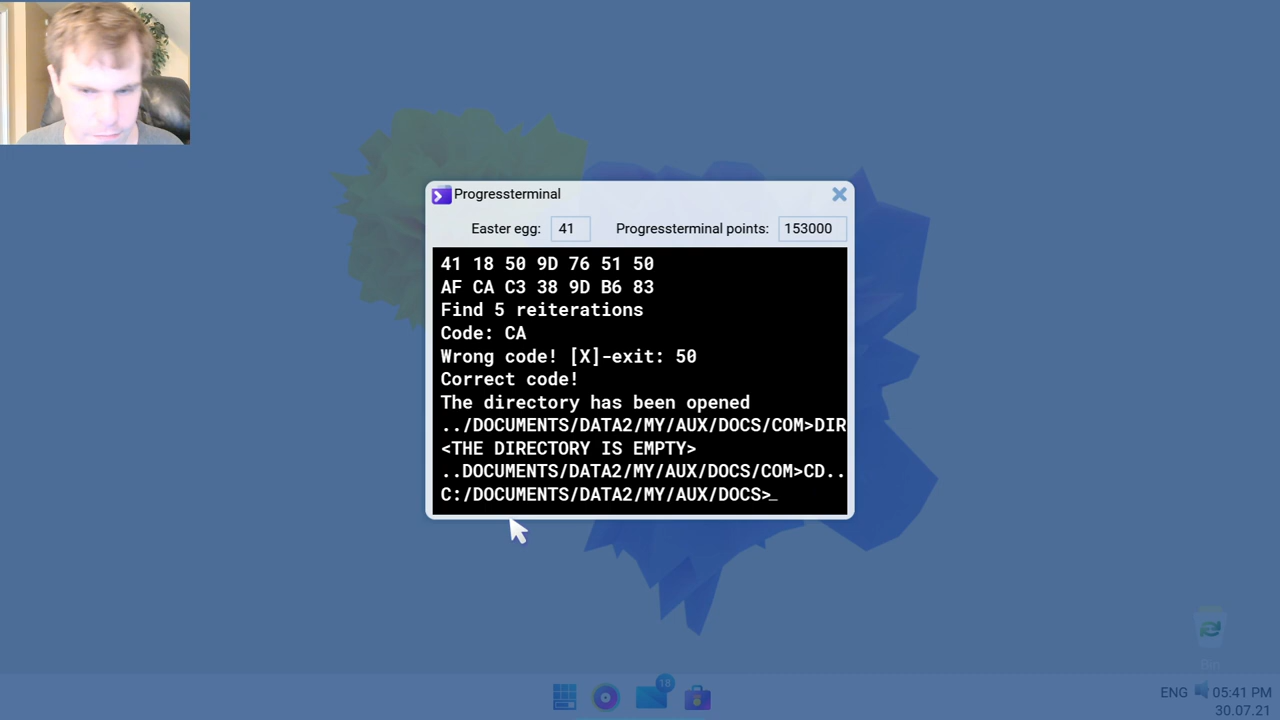 Progressterminal
Easter egg: 41 Progressterminal points: 153000
41 18 50 9D 76 51 50
AF CA C3 38 9D B6 83
Find 5 reiterations
Code: CA
Wrong code! [X]-exit: 50
Correct code!
The directory has been opened
../DOCUMENTS/DATA2/MY/AUX/DOCS/COM>DIR
<THE DIRECTORY IS EMPTY>
..DOCUMENTS/DATA2/MY/AUX/DOCS/COM>CD..
C:/DOCUMENTS/DATA2/MY/AUX/DOCS>_
Bin
18
ENG 05:41 PM
30.07.21